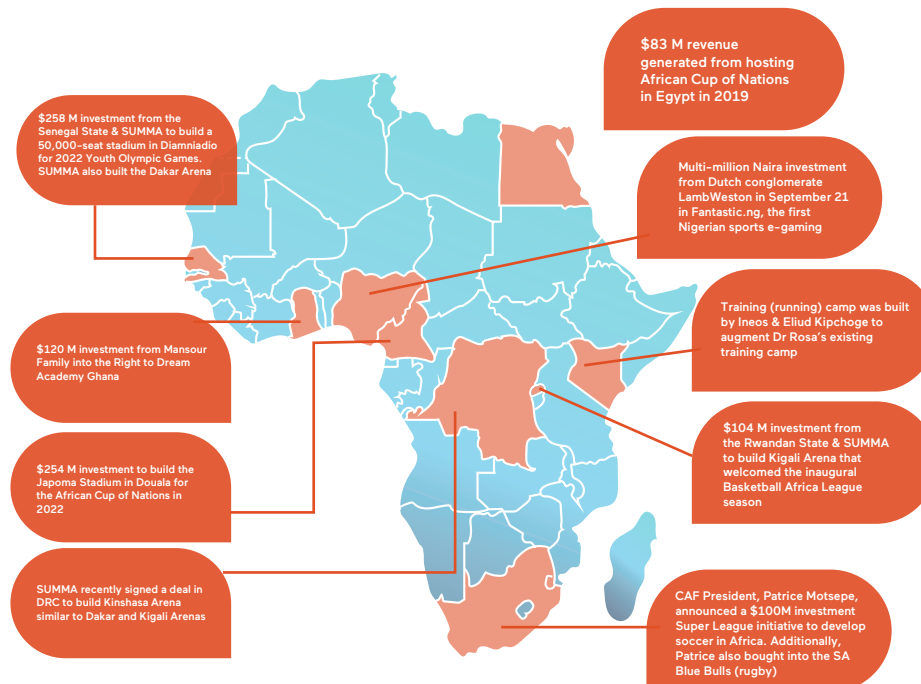 $83 M revenue
generated from hosting
African Cup of Nations
in Egypt in 2019
$258 M investment from the
Senegal State & SUMMA to build a
50,000-seat stadium in Diamniadio
for 2022 Youth Olympic Games.
SUMMA also built the Dakar Arena
Multi-million Naira investment
from Dutch conglomerate
LambWeston in September 21
in Fantastic.ng, the first
Nigerian sports e-gaming
Training (running) camp was built
by Ineos & Eliud Kipchoge to
augment Dr Rosa's existing
training camp
$120 M investment from Mansour
Family into the Right to Dream
Academy Ghana
$104 M investment from
the Rwandan State & SUMMA
to build Kigali Arena that
welcomed the inaugural
Basketball Africa League
season
$254 M investment to build the
Japoma Stadium in Douala for
the African Cup of Nations in
2022
SUMMA recently signed a deal in
DRC to build Kinshasa Arena
similar to Dakar and Kigali Arenas
CAF President, Patrice Motsepe,
announced a $100M investment
Super League initiative to develop
soccer in Africa. Additionally,
Patrice also bought into the SA
Blue Bulls (rugby)